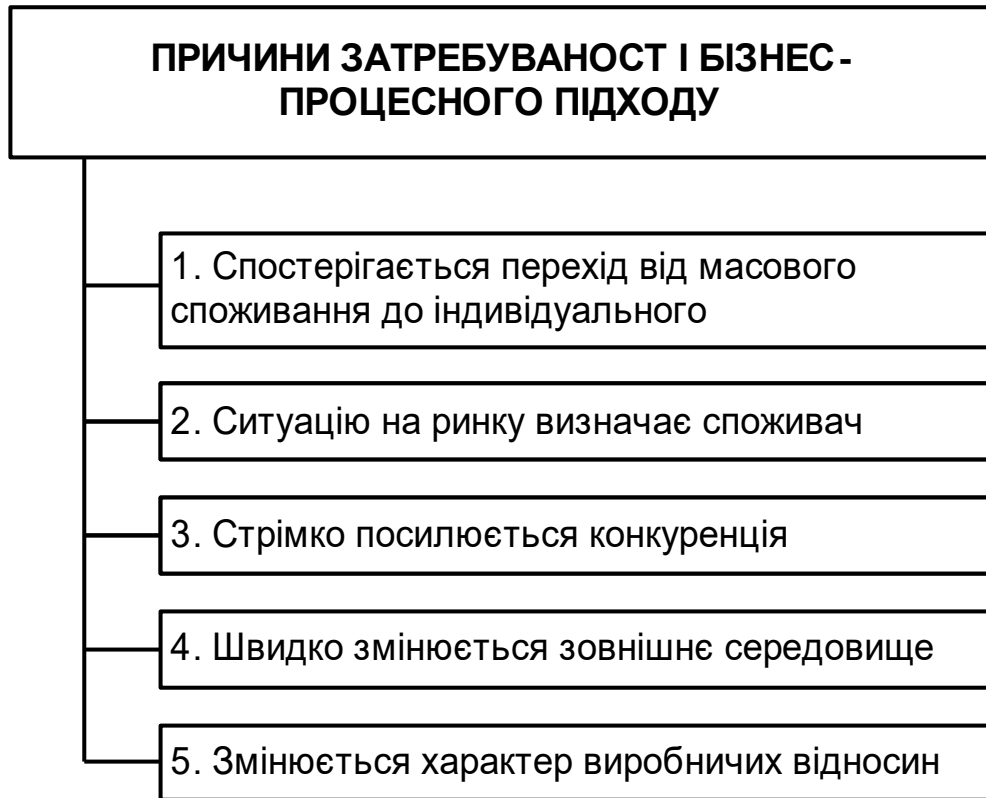 ПРИЧИНИ ЗАТРЕБУВАНОСТ І БІЗНЕС-
ПРОЦЕСНОГО ПІДХОДУ
1. Спостерігається перехід від масового
споживання до індивідуального
2. Ситуацію на ринку визначає споживач
3. Стрімко посилюється конкуренція
4. Швидко змінюється зовнішнє середовище
5. Змінюється характер виробничих відносин